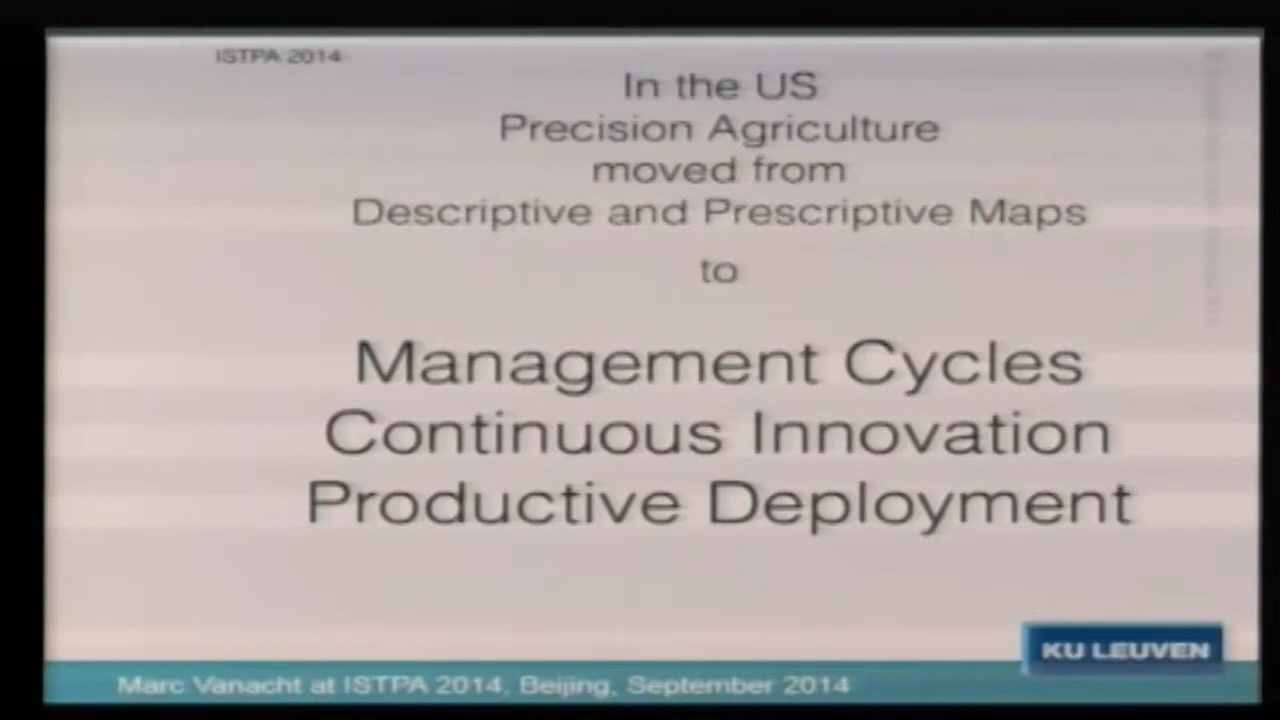 ISTPA 2014
In the US
Precision Agriculture
moved from
Descriptive and Prescriptive Maps
to
Management Cycles
Continuous Innovation
Productive Deployment
KU LEUVEN
Marc Vanacht at ISTPA 2014, Beijing, September 2014